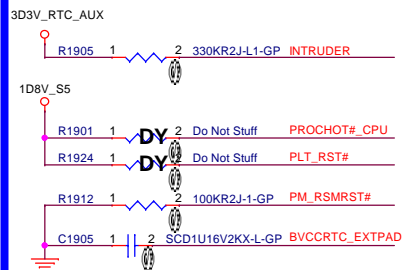 3D3V_RTC_AUX
R1905 1 2 330KR2J-L1-GP INTRUDER
1D8V_S5
R1901 1 DY 2 Do Not Stuff PROCHOT#_CPU
R1924 1 DY 2 Do Not Stuff PLT_RST#
R1912 1 2 100KR2J-1-GP PM_RSMRST#
C1905 1 2 SCD1U16V2KX-L-GP BVCCRTC_EXTPAD